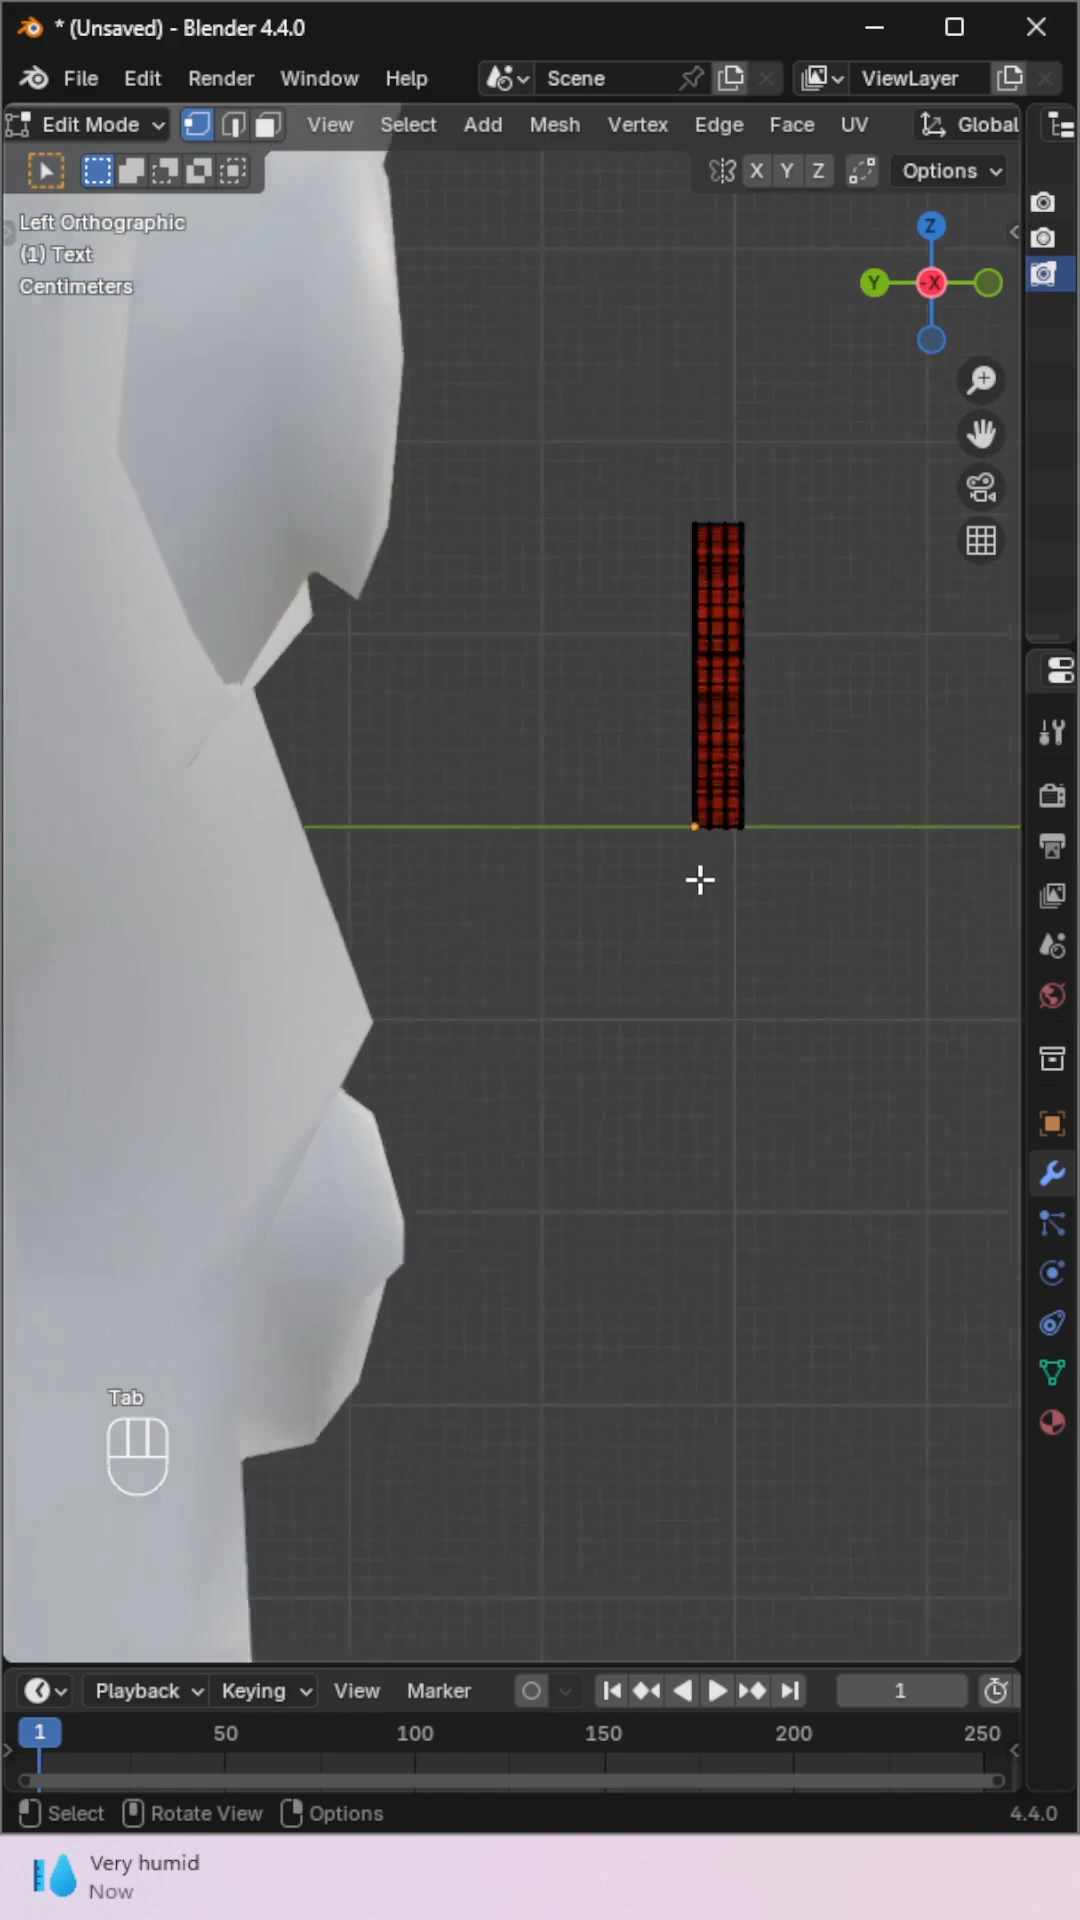 * (Unsaved) - Blender 4.4.0
File Edit Render Window Help Scene ViewLayer
Edit Mode View Select Add Mesh Vertex Edge Face UV Global
X Y Z Options
Left Orthographic
(1) Text
Centimeters
Z
Y -X
Tab
Playback Keying View Marker 1
1 50 100 150 200 250
Select Rotate View Options 4.4.0
Very humid
Now